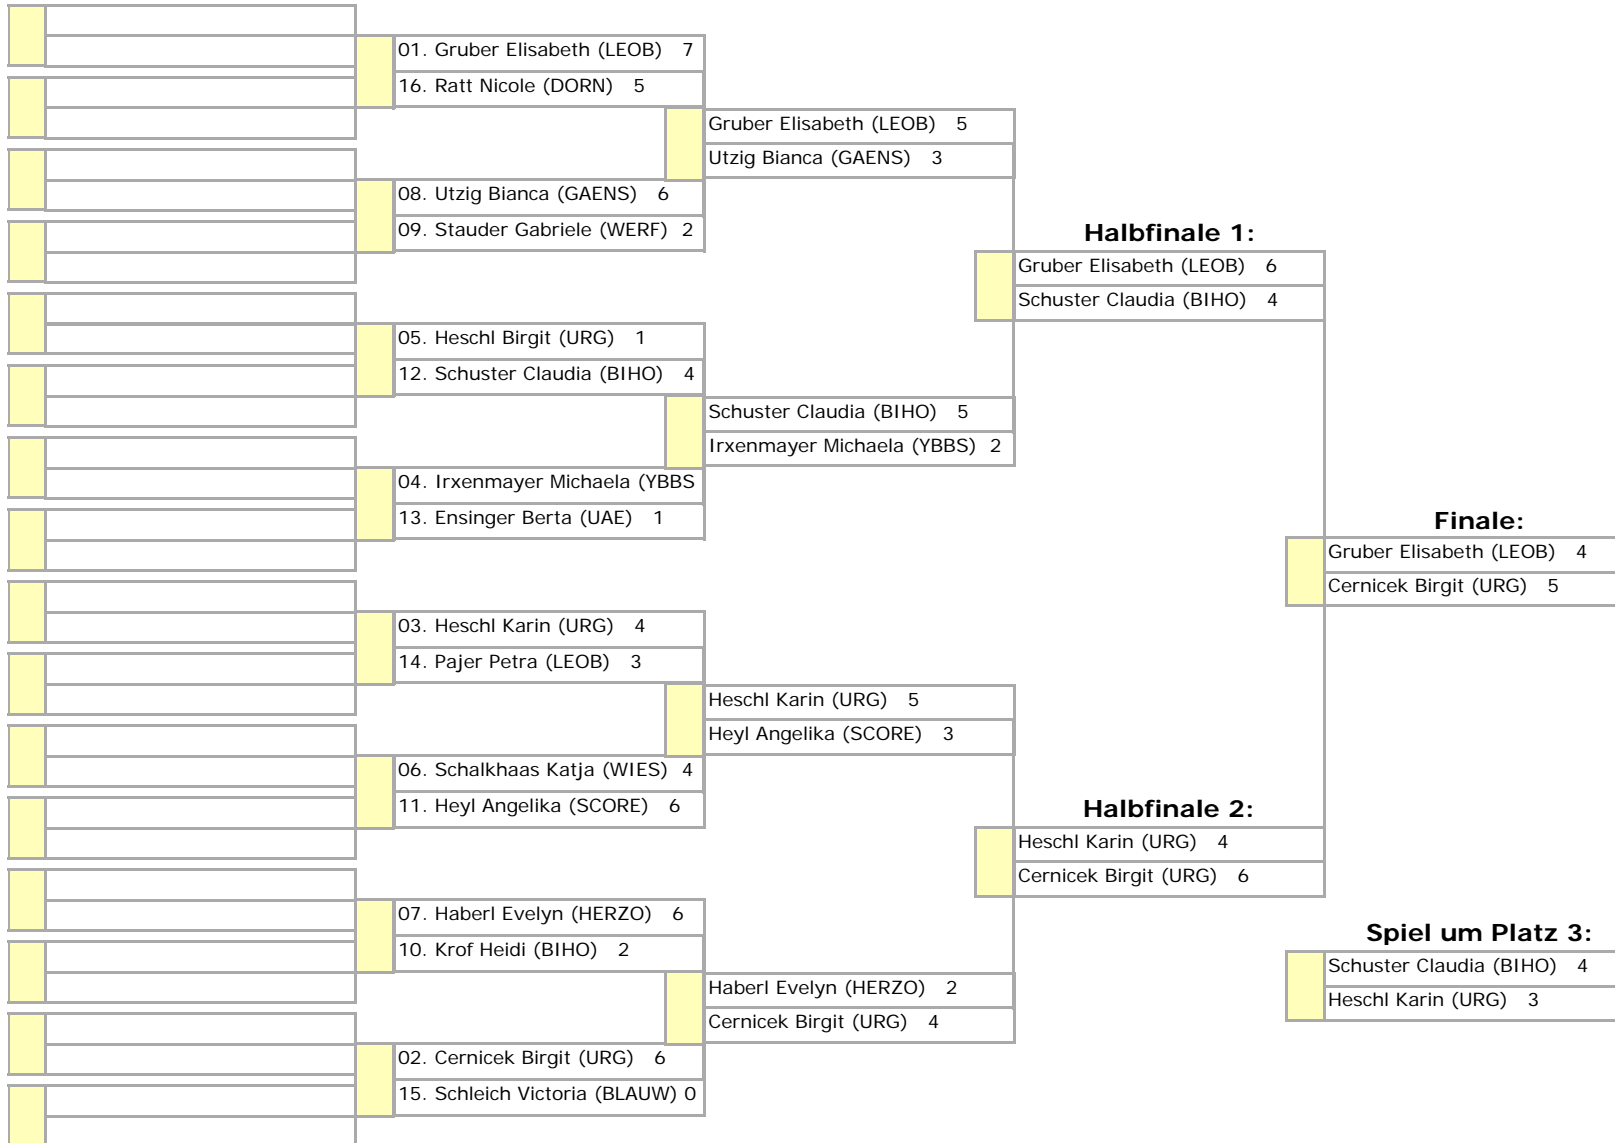 01. Gruber Elisabeth (LEOB) 7
16. Ratt Nicole (DORN) 5
08. Utzig Bianca (GAENS) 6
09. Stauder Gabriele (WERF) 2
05. Heschl Birgit (URG) 1
12. Schuster Claudia (BIHO) 4
04. Irxenmayer Michaela (YBBS
13. Ensinger Berta (UAE) 1
03. Heschl Karin (URG) 4
14. Pajer Petra (LEOB) 3
06. Schalkhaas Katja (WIES) 4
11. Heyl Angelika (SCORE) 6
07. Haberl Evelyn (HERZO) 6
10. Krof Heidi (BIHO) 2
02. Cernicek Birgit (URG) 6
15. Schleich Victoria (BLAUW) 0
Gruber Elisabeth (LEOB) 5
Utzig Bianca (GAENS) 3
Schuster Claudia (BIHO) 5
Irxenmayer Michaela (YBBS) 2
Heschl Karin (URG) 5
Heyl Angelika (SCORE) 3
Haberl Evelyn (HERZO) 2
Cernicek Birgit (URG) 4
Halbfinale 1:
Gruber Elisabeth (LEOB) 6
Schuster Claudia (BIHO) 4
Halbfinale 2:
Heschl Karin (URG) 4
Cernicek Birgit (URG) 6
Finale:
Gruber Elisabeth (LEOB) 4
Cernicek Birgit (URG) 5
Spiel um Platz 3:
Schuster Claudia (BIHO) 4
Heschl Karin (URG) 3